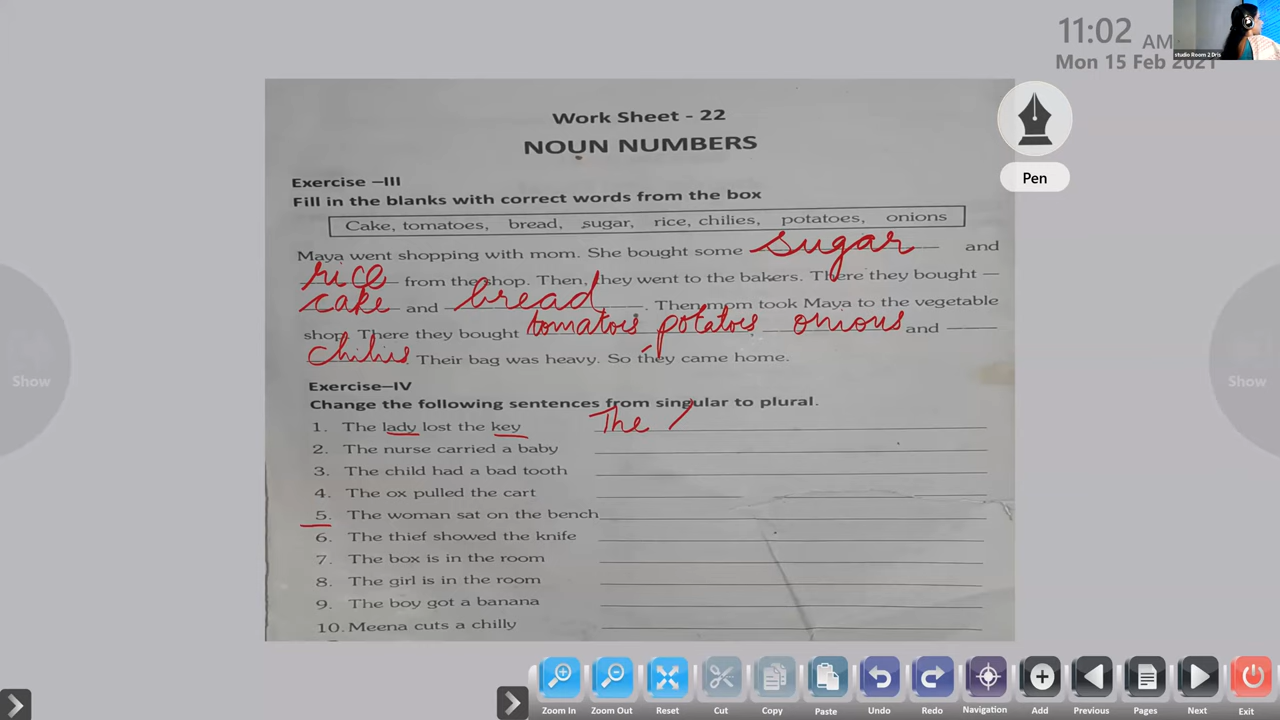 11:02 AM
Mon 15 Feb 2021
studio Room 2 Dris
Pen
Work Sheet - 22
NOUN NUMBERS
Exercise –III
Fill in the blanks with correct words from the box
Cake, tomatoes, bread, sugar, rice, chilies, potatoes, onions
Maya went shopping with mom. She bought some sugar and
rice from the shop. Then, they went to the bakers. There they bought
cake and bread. Then mom took Maya to the vegetable
shop. There they bought tomatoes potatoes onions and
chilies Their bag was heavy. So they came home.
Exercise–IV
Change the following sentences from singular to plural.
1. The lady lost the key The
2. The nurse carried a baby
3. The child had a bad tooth
4. The ox pulled the cart
5. The woman sat on the bench
6. The thief showed the knife
7. The box is in the room
8. The girl is in the room
9. The boy got a banana
10. Meena cuts a chilly
Show
Show
Zoom In Zoom Out Reset Cut Copy Paste Undo Redo Navigation Add Previous Pages Next Exit